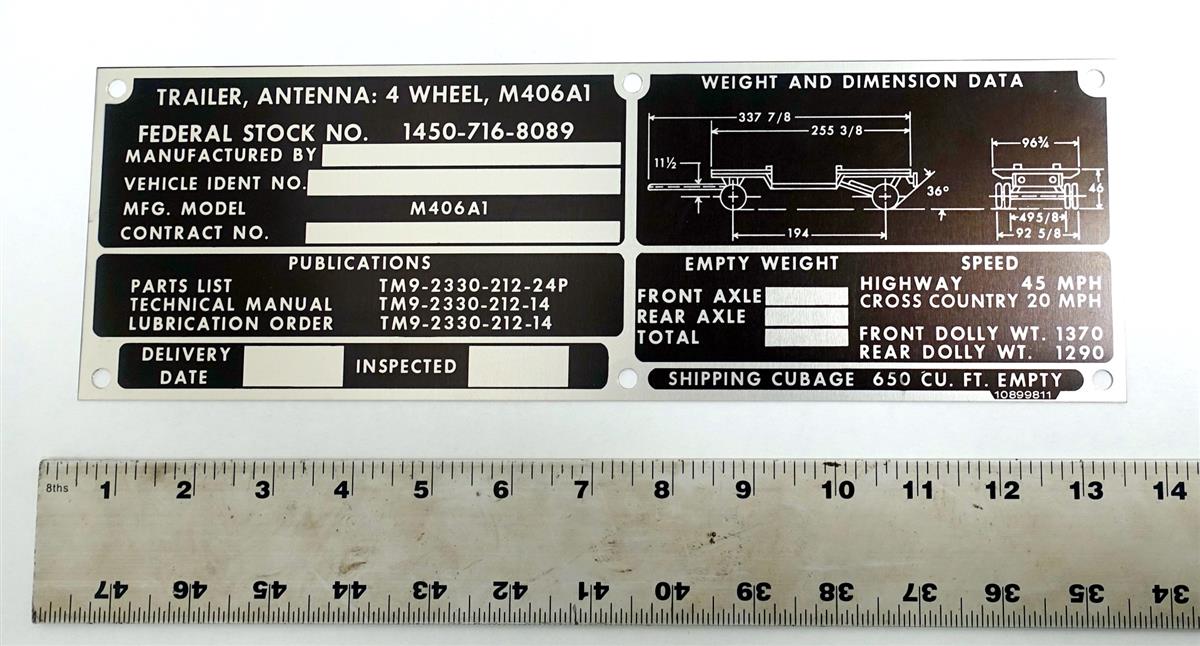 TRAILER, ANTENNA: 4 WHEEL, M406A1
FEDERAL STOCK NO. 1450-716-8089
MANUFACTURED BY
VEHICLE IDENT NO.
MFG. MODEL M406A1
CONTRACT NO.
PUBLICATIONS
PARTS LIST TM9-2330-212-24P
TECHNICAL MANUAL TM9-2330-212-14
LUBRICATION ORDER TM9-2330-212-14
DELIVERY
DATE
INSPECTED
WEIGHT AND DIMENSION DATA
337 7/8
255 3/8
96¾
11½
36°
46
495/8
194
92 5/8
EMPTY WEIGHT
FRONT AXLE
REAR AXLE
TOTAL
SPEED
HIGHWAY 45 MPH
CROSS COUNTRY 20 MPH
FRONT DOLLY WT. 1370
REAR DOLLY WT. 1290
SHIPPING CUBAGE 650 CU. FT. EMPTY
10899811
8ths 1 2 3 4 5 6 7 8 9 10 11 12 13 14
47 46 45 44 43 42 41 40 39 38 37 36 35 34